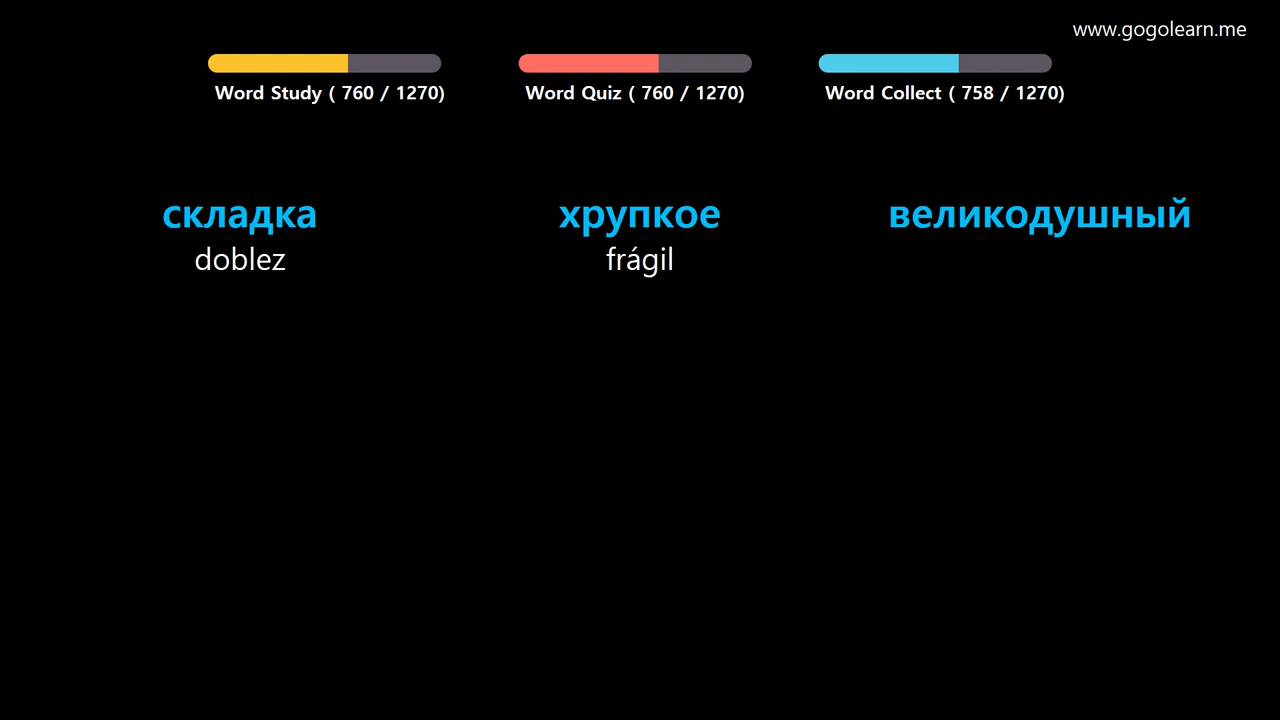 www.gogolearn.me
Word Study ( 760 / 1270)
Word Quiz ( 760 / 1270)
Word Collect ( 758 / 1270)
складка
doblez
хрупкое
frágil
великодушный